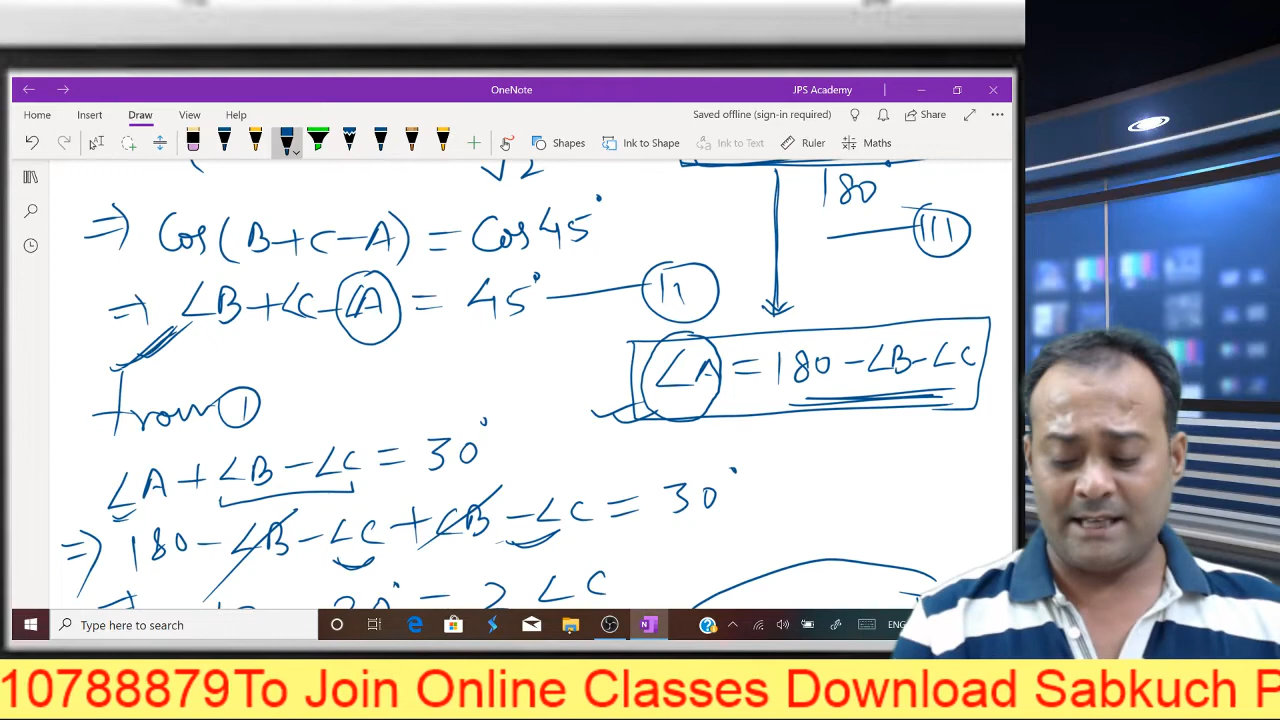 OneNote
JPS Academy
Home Insert Draw View Help
Saved offline (sign-in required) Share
Shapes Ink to Shape Ink to Text Ruler Maths
√2
180
⇒ Cos(B+C-A) = Cos 45°
III
⇒ ∠B+∠C-∠A = 45° II
∠A = 180-∠B-∠C
from I
∠A+∠B-∠C = 30°
⇒ 180-∠B-∠C+∠B-∠C = 30°
2∠C
Type here to search
ENG
10788879To Join Online Classes Download Sabkuch P